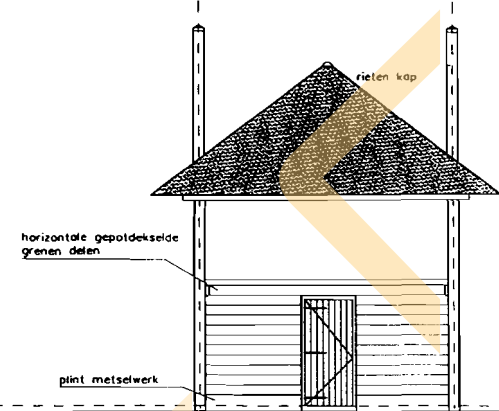 rieten kap
horizontale gepotdekselde
grenen delen
plint metselwerk